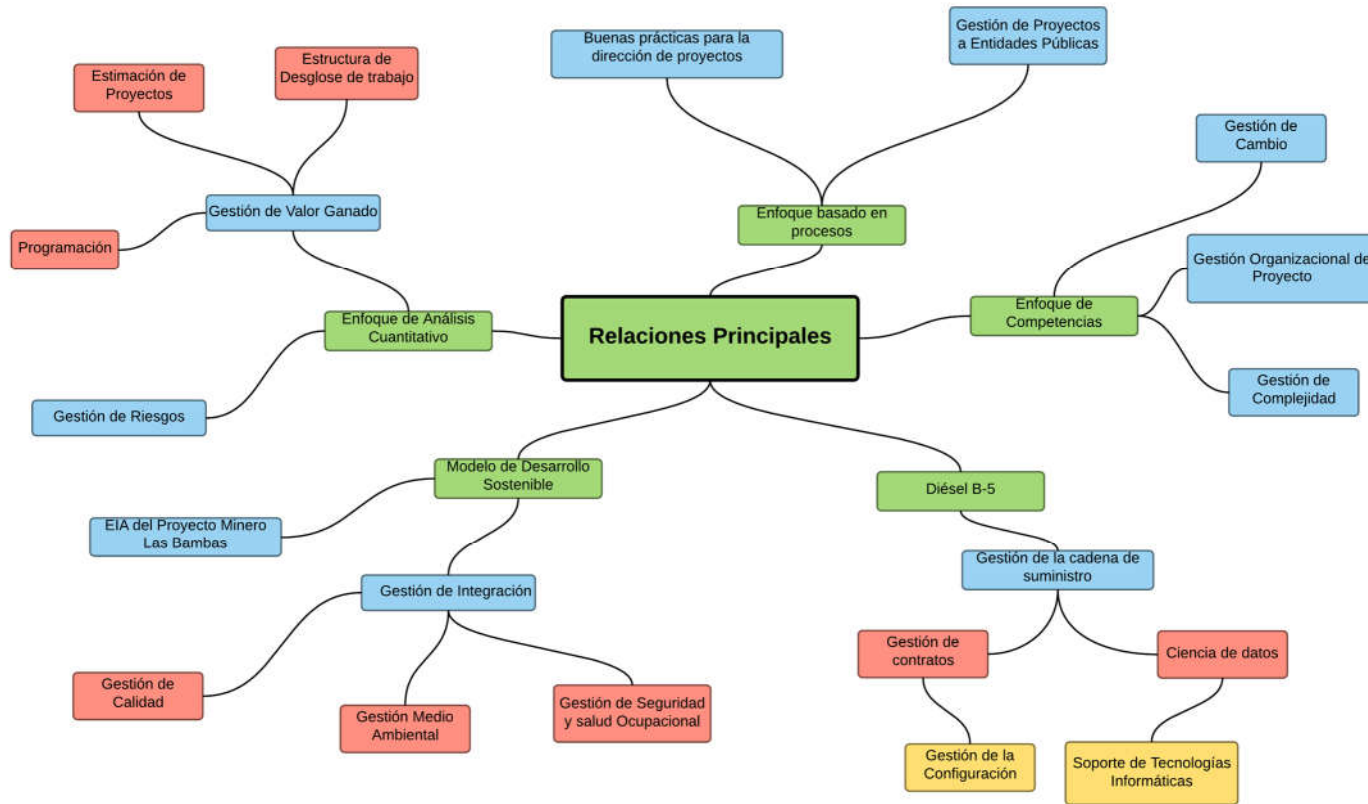 Buenas prácticas para la
dirección de proyectos
Gestión de Proyectos
a Entidades Públicas
Estructura de
Desglose de trabajo
Estimación de
Proyectos
Gestión de
Cambio
Gestión de Valor Ganado
Enfoque basado en
procesos
Programación
Gestión Organizacional de
Proyecto
Enfoque de Análisis
Cuantitativo
Relaciones Principales
Enfoque de
Competencias
Gestión de Riesgos
Gestión de
Complejidad
Modelo de Desarrollo
Sostenible
Diésel B-5
EIA del Proyecto Minero
Las Bambas
Gestión de la cadena de
suministro
Gestión de Integración
Gestión de
contratos
Ciencia de datos
Gestión de
Calidad
Gestión Medio
Ambiental
Gestión de Seguridad
y salud Ocupacional
Gestión de la
Configuración
Soporte de Tecnologías
Informáticas